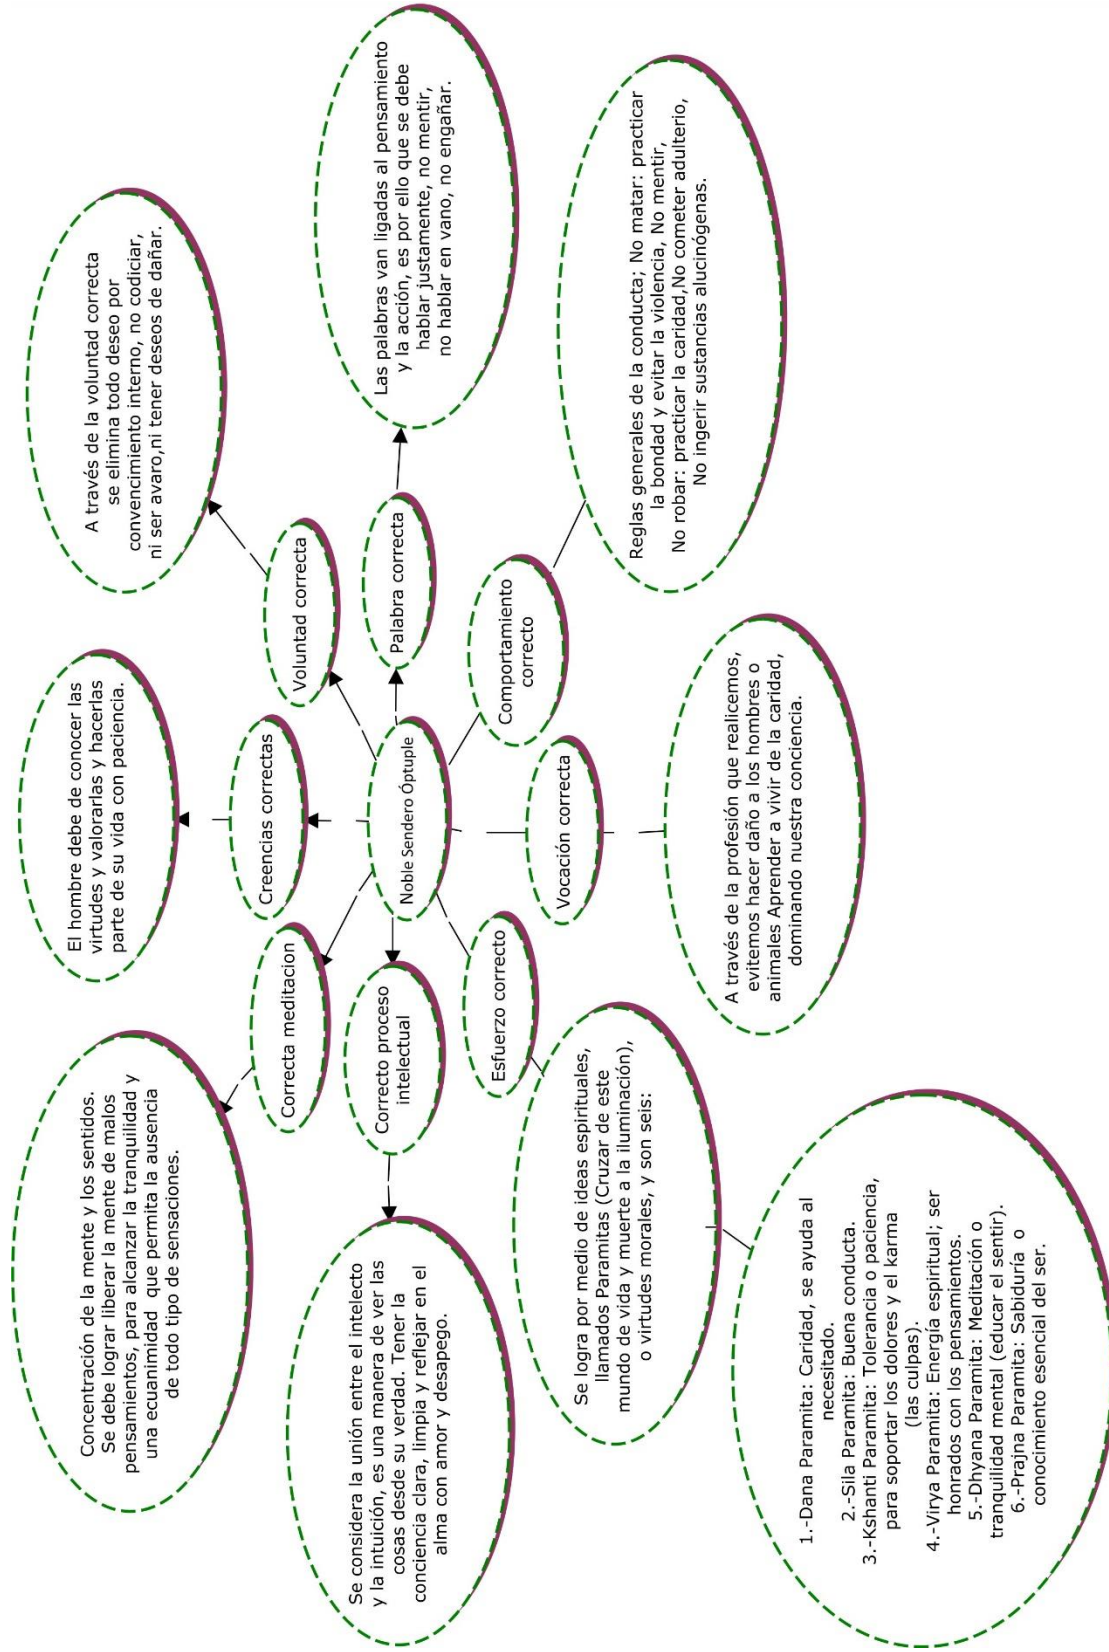 Noble Sendero Óptuple
Creencias correctas
El hombre debe de conocer las
virtudes y valorarlas y hacerlas
parte de su vida con paciencia.
Voluntad correcta
A través de la voluntad correcta
se elimina todo deseo por
convencimiento interno, no codiciar,
ni ser avaro,ni tener deseos de dañar.
Palabra correcta
Las palabras van ligadas al pensamiento
y la acción, es por ello que se debe
hablar justamente, no mentir,
no hablar en vano, no engañar.
Comportamiento
correcto
Reglas generales de la conducta; No matar: practicar
la bondad y evitar la violencia, No mentir,
No robar: practicar la caridad,No cometer adulterio,
No ingerir sustancias alucinógenas.
Vocación correcta
A través de la profesión que realicemos,
evitemos hacer daño a los hombres o
animales Aprender a vivir de la caridad,
dominando nuestra conciencia.
Esfuerzo correcto
Se logra por medio de ideas espirituales,
llamados Paramitas (Cruzar de este
mundo de vida y muerte a la iluminación),
o virtudes morales, y son seis:
1.-Dana Paramita: Caridad, se ayuda al
necesitado.
2.-Sila Paramita: Buena conducta.
3.-Kshanti Paramita: Tolerancia o paciencia,
para soportar los dolores y el karma
(las culpas).
4.-Virya Paramita: Energía espiritual; ser
honrados con los pensamientos.
5.-Dhyana Paramita: Meditación o
tranquilidad mental (educar el sentir).
6.-Prajna Paramita: Sabiduría o
conocimiento esencial del ser.
Correcto proceso
intelectual
Se considera la unión entre el intelecto
y la intuición, es una manera de ver las
cosas desde su verdad. Tener la
conciencia clara, limpia y reflejar en el
alma con amor y desapego.
Correcta meditacion
Concentración de la mente y los sentidos.
Se debe lograr liberar la mente de malos
pensamientos, para alcanzar la tranquilidad y
una ecuanimidad que permita la ausencia
de todo tipo de sensaciones.